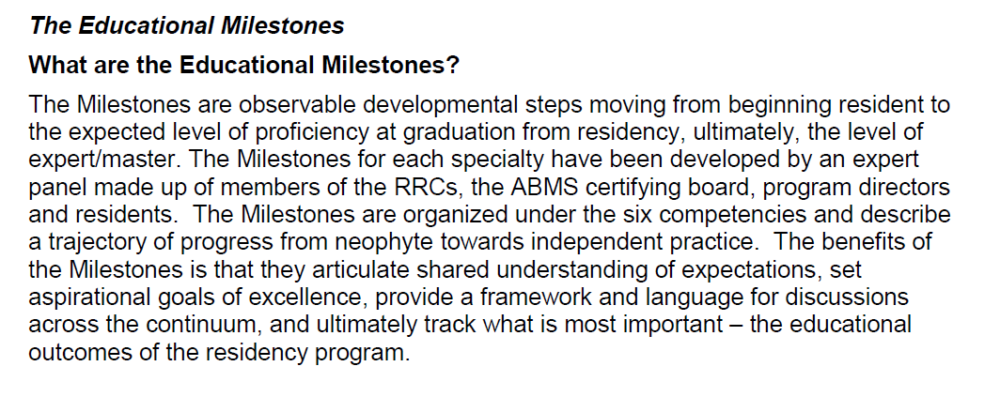 The Educational Milestones
What are the Educational Milestones?
The Milestones are observable developmental steps moving from beginning resident to
the expected level of proficiency at graduation from residency, ultimately, the level of
expert/master. The Milestones for each specialty have been developed by an expert
panel made up of members of the RRCs, the ABMS certifying board, program directors
and residents.  The Milestones are organized under the six competencies and describe
a trajectory of progress from neophyte towards independent practice.  The benefits of
the Milestones is that they articulate shared understanding of expectations, set
aspirational goals of excellence, provide a framework and language for discussions
across the continuum, and ultimately track what is most important – the educational
outcomes of the residency program.